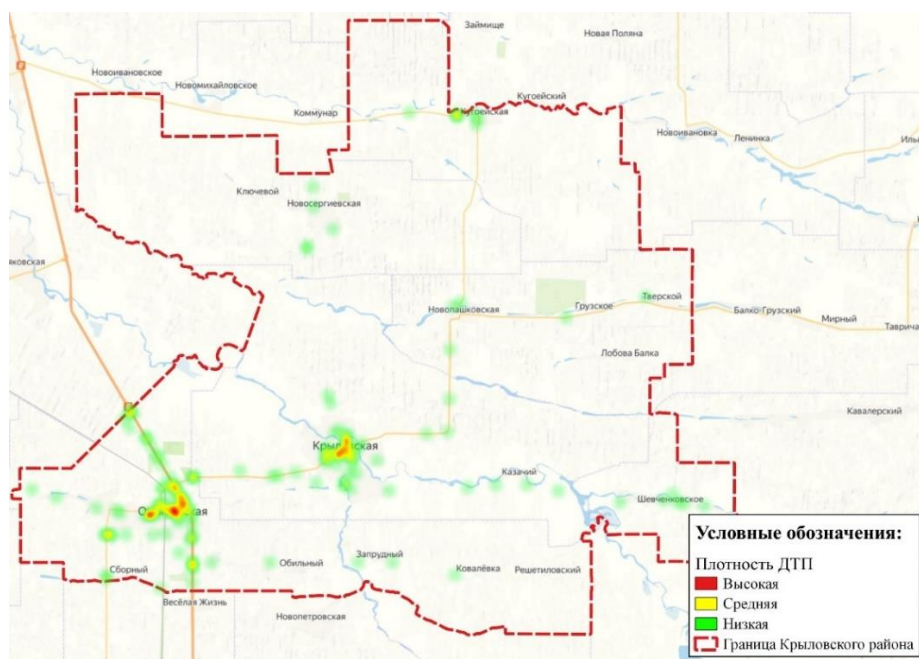 Займище
Новая Поляна
Новоивановское
Новомихайловское
Кугоейский
Коммунар
Кугоейская
Новоивановка
Ленинка
Ключевой
Новосергиевская
Новопашковская
Грузское
Тверской
Балко-Грузский
Мирный
Лобова Балка
Кавалерский
Казачий
Шевченковское
Сборный
Обильный
Запрудный
Ковалёвка
Решетиловский
Весёлая Жизнь
Новопетровская
Условные обозначения:
Плотность ДТП
Высокая
Средняя
Низкая
Граница Крыловского района